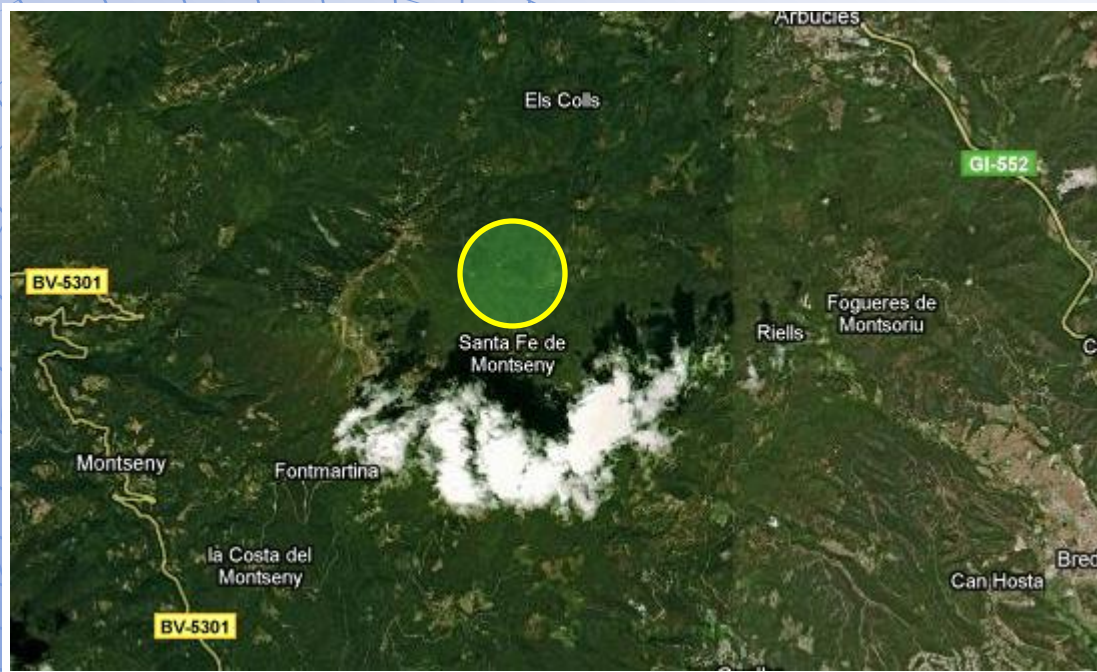 Arbúcies
Els Colls
GI-552
BV-5301
Fogueres de
Montsoriu
Riells
Santa Fe de
Montseny
Montseny
Fontmartina
la Costa del
Montseny
Can Hosta
BV-5301